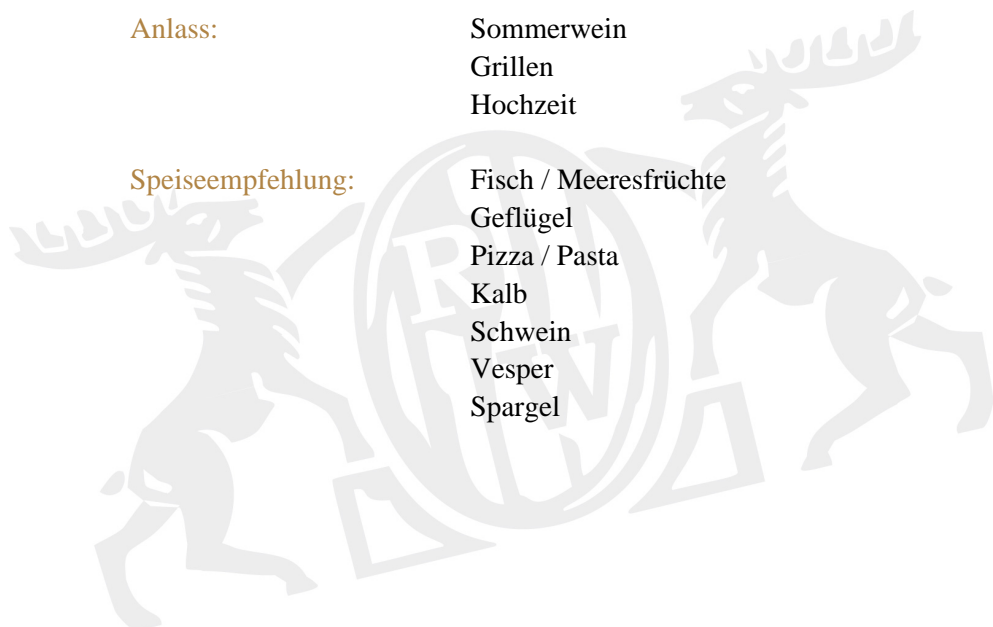 Anlass: Sommerwein
Grillen
Hochzeit
Speiseempfehlung: Fisch / Meeresfrüchte
Geflügel
Pizza / Pasta
Kalb
Schwein
Vesper
Spargel
R
W